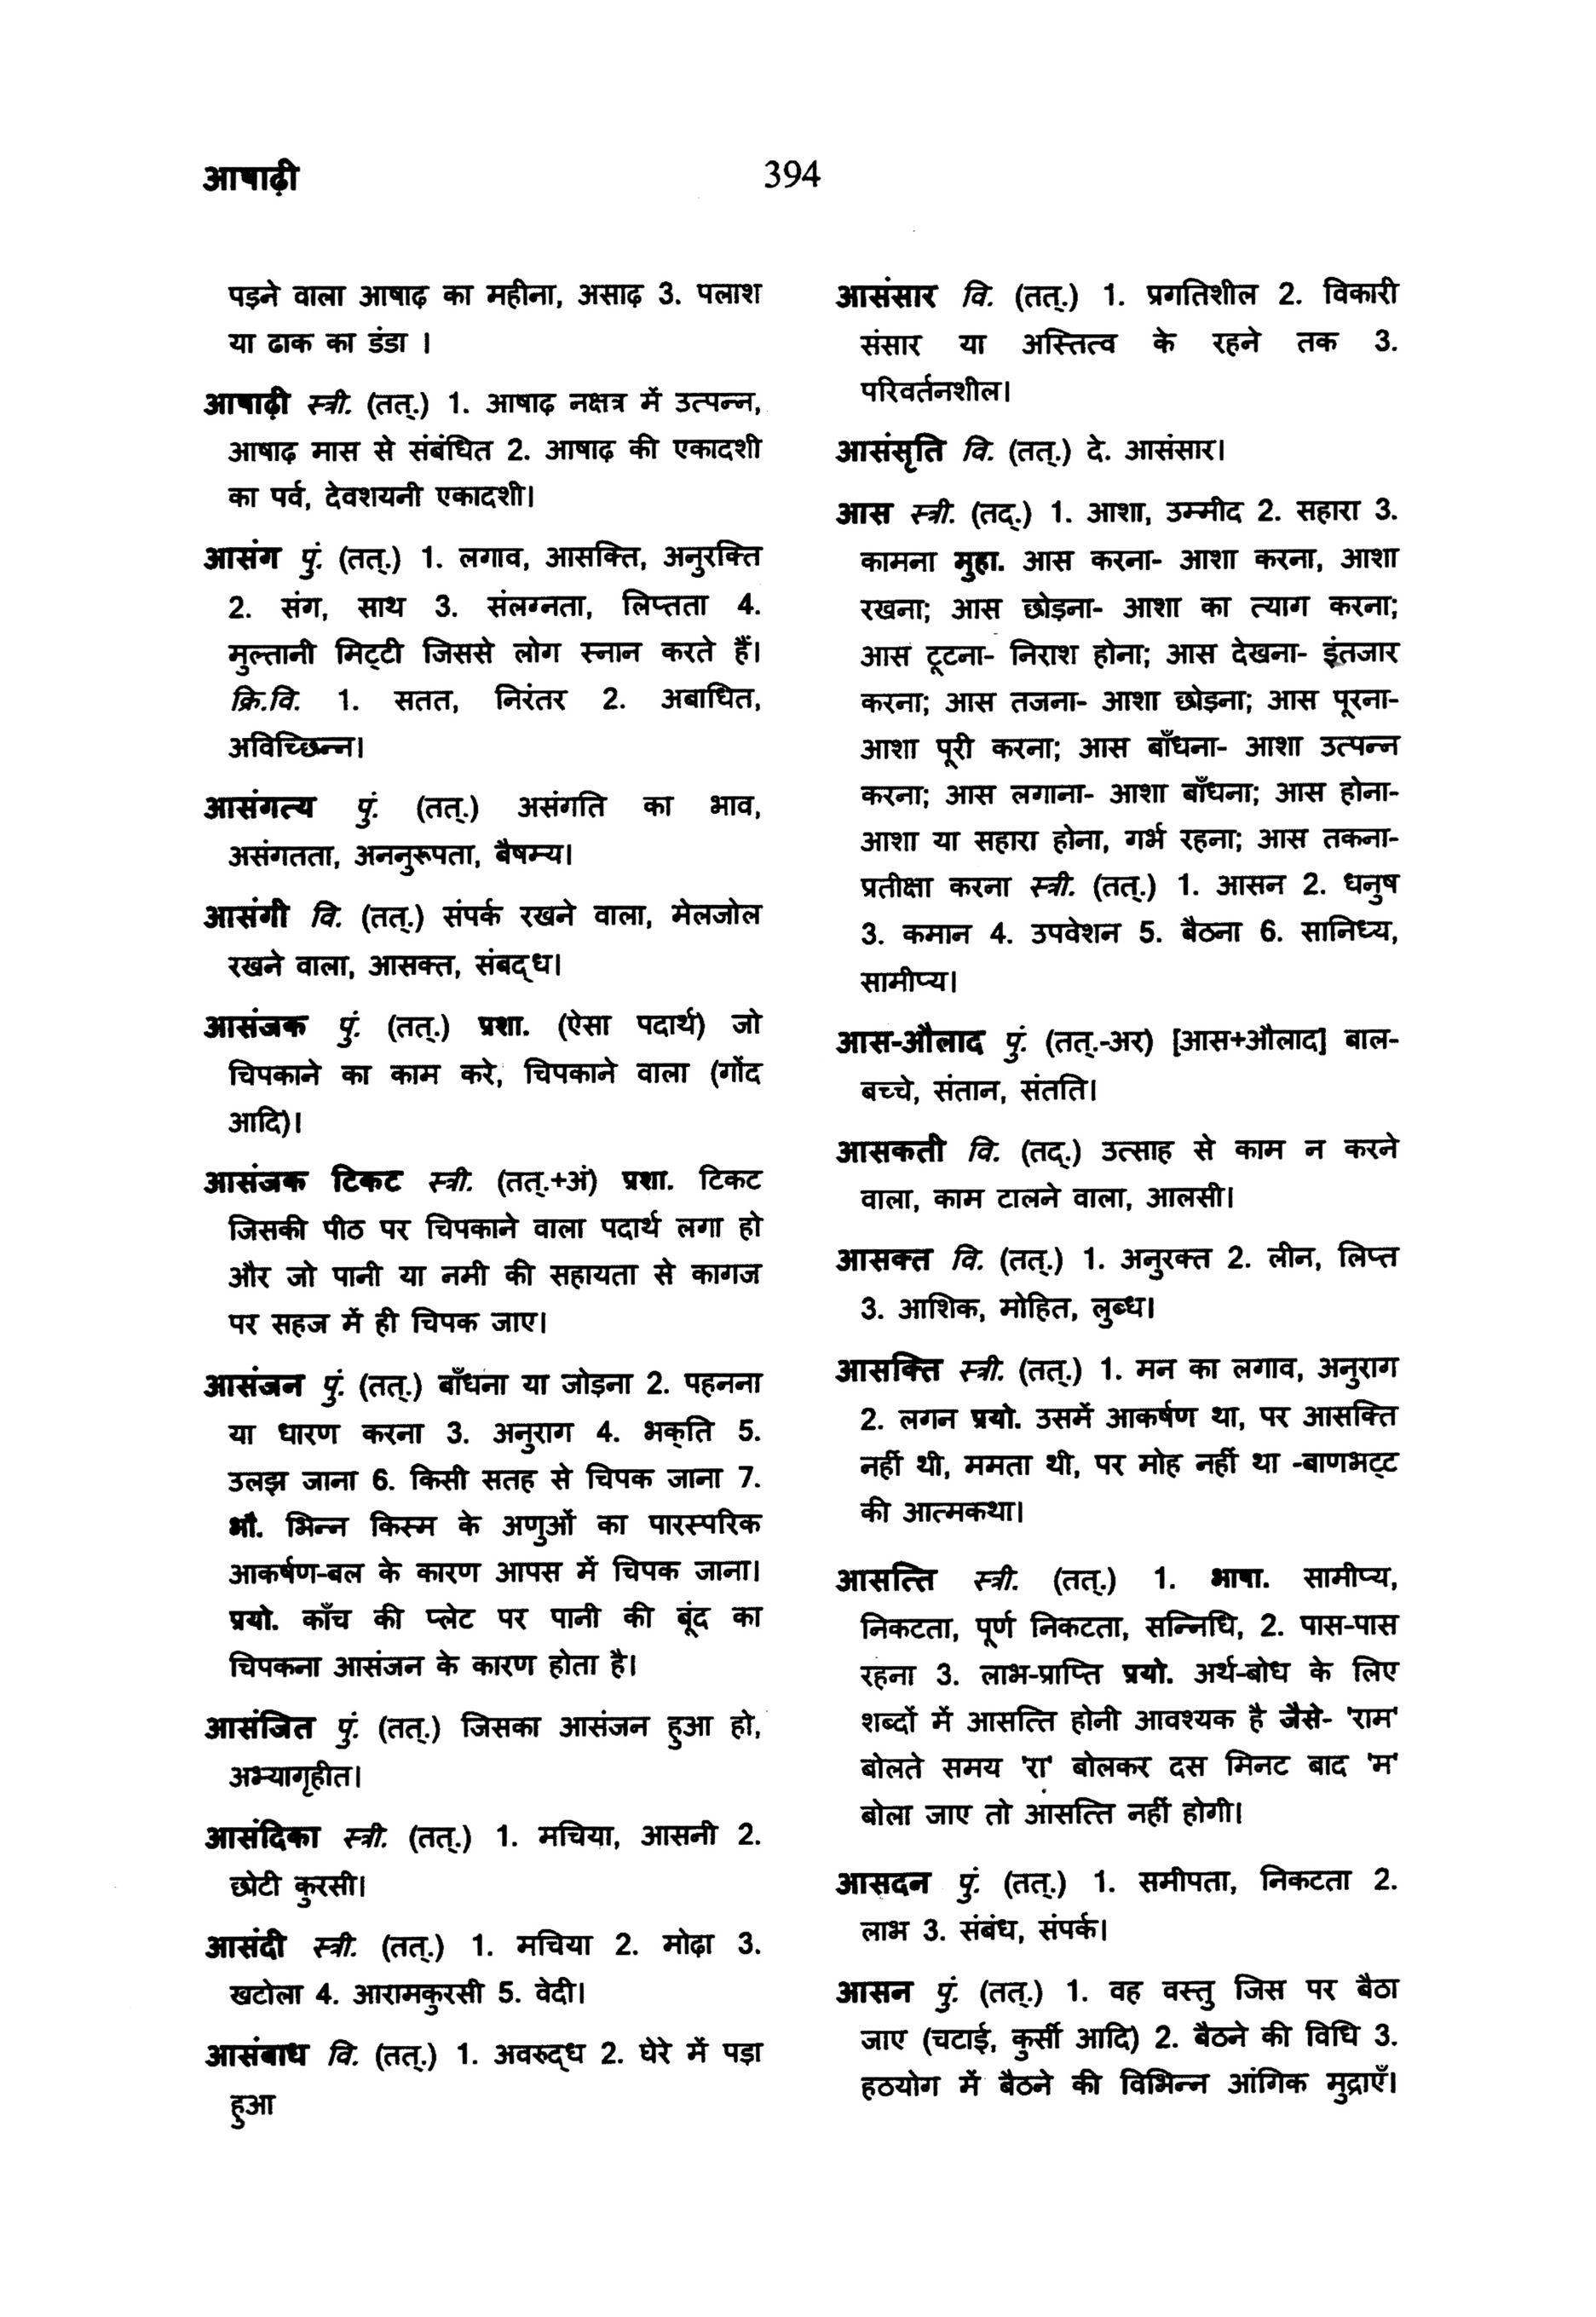 आषाढ़ी
394
पड़ने वाला आषाढ़ का महीना, असाढ़ 3. पलाश
या ढाक का डंडा ।
आषाढ़ी स्त्री. (तत्.) 1. आषाढ़ नक्षत्र में उत्पन्न,
आषाढ़ मास से संबंधित 2. आषाढ़ की एकादशी
का पर्व, देवशयनी एकादशी।
आसंग पुं. (तत्.) 1. लगाव, आसक्ति, अनुरक्ति
2. संग, साथ 3. संलग्नता, लिप्तता 4.
मुल्तानी मिट्टी जिससे लोग स्नान करते हैं।
क्रि.वि. 1. सतत, निरंतर 2. अबाधित,
अविच्छिन्न।
आसंगत्य पुं. (तत्.) असंगति का भाव,
असंगतता, अननुरूपता, बैषम्य।
आसंगी वि. (तत्.) संपर्क रखने वाला, मेलजोल
रखने वाला, आसक्त, संबद्ध।
आसंजक पुं. (तत्.) प्रशा. (ऐसा पदार्थ) जो
चिपकाने का काम करे, चिपकाने वाला (गोंद
आदि)।
आसंजक टिकट स्त्री. (तत्.+अं) प्रशा. टिकट
जिसकी पीठ पर चिपकाने वाला पदार्थ लगा हो
और जो पानी या नमी की सहायता से कागज
पर सहज में ही चिपक जाए।
आसंजन पुं. (तत्.) बाँधना या जोड़ना 2. पहनना
या धारण करना 3. अनुराग 4. भक्ति 5.
उलझ जाना 6. किसी सतह से चिपक जाना 7.
भौ. भिन्न किस्म के अणुओं का पारस्परिक
आकर्षण-बल के कारण आपस में चिपक जाना।
प्रयो. काँच की प्लेट पर पानी की बूंद का
चिपकना आसंजन के कारण होता है।
आसंजित पुं. (तत्.) जिसका आसंजन हुआ हो,
अभ्यागृहीत।
आसंदिका स्त्री. (तत्.) 1. मचिया, आसनी 2.
छोटी कुरसी।
आसंदी स्त्री. (तत्.) 1. मचिया 2. मोढ़ा 3.
खटोला 4. आरामकुरसी 5. वेदी।
आसंबाध वि. (तत्.) 1. अवरुद्ध 2. घेरे में पड़ा
हुआ
आसंसार वि. (तत्.) 1. प्रगतिशील 2. विकारी
संसार या अस्तित्व के रहने तक 3.
परिवर्तनशील।
आसंसृति वि. (तत्.) दे. आसंसार।
आस स्त्री. (तद्.) 1. आशा, उम्मीद 2. सहारा 3.
कामना मुहा. आस करना- आशा करना, आशा
रखना; आस छोड़ना- आशा का त्याग करना;
आस टूटना- निराश होना; आस देखना- इंतजार
करना; आस तजना- आशा छोड़ना; आस पूरना-
आशा पूरी करना; आस बाँधना- आशा उत्पन्न
करना; आस लगाना- आशा बाँधना; आस होना-
आशा या सहारा होना, गर्भ रहना; आस तकना-
प्रतीक्षा करना स्त्री. (तत्.) 1. आसन 2. धनुष
3. कमान 4. उपवेशन 5. बैठना 6. सानिध्य,
सामीप्य।
आस-औलाद पुं. (तत्.-अर) [आस+औलाद] बाल-
बच्चे, संतान, संतति।
आसकती वि. (तद्.) उत्साह से काम न करने
वाला, काम टालने वाला, आलसी।
आसक्त वि. (तत्.) 1. अनुरक्त 2. लीन, लिप्त
3. आशिक, मोहित, लुब्ध।
आसक्ति स्त्री. (तत्.) 1. मन का लगाव, अनुराग
2. लगन प्रयो. उसमें आकर्षण था, पर आसक्ति
नहीं थी, ममता थी, पर मोह नहीं था -बाणभट्ट
की आत्मकथा।
आसत्ति स्त्री. (तत्.) 1. भाषा. सामीप्य,
निकटता, पूर्ण निकटता, सन्निधि, 2. पास-पास
रहना 3. लाभ-प्राप्ति प्रयो. अर्थ-बोध के लिए
शब्दों में आसत्ति होनी आवश्यक है जैसे- 'राम'
बोलते समय 'रा' बोलकर दस मिनट बाद 'म'
बोला जाए तो आसत्ति नहीं होगी।
आसदन पुं. (तत्.) 1. समीपता, निकटता 2.
लाभ 3. संबंध, संपर्क।
आसन पुं. (तत्.) 1. वह वस्तु जिस पर बैठा
जाए (चटाई, कुर्सी आदि) 2. बैठने की विधि 3.
हठयोग में बैठने की विभिन्न आंगिक मुद्राएँ।